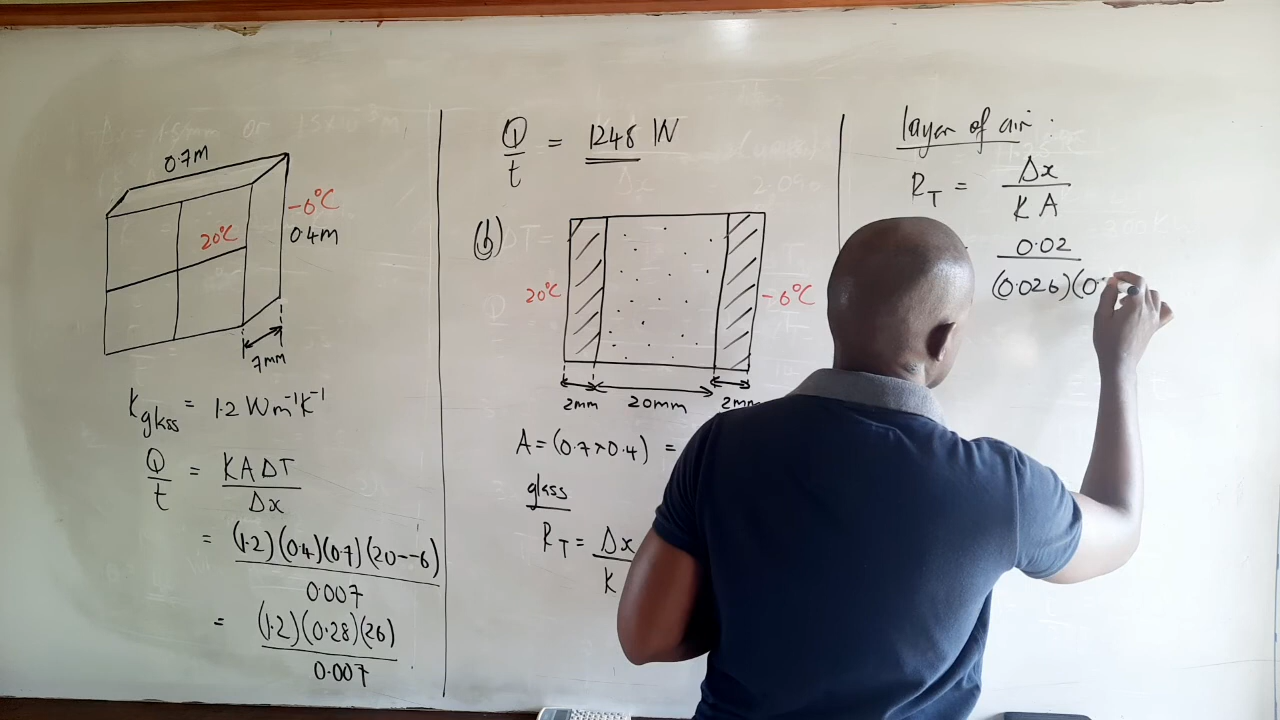 0.7m
-6°C
20°C
0.4m
7mm
Kglass = 1.2 Wm⁻¹K⁻¹
Q/t = KAΔT/Δx
= (1.2)(0.4)(0.7)(20--6)/0.007
= (1.2)(0.28)(26)/0.007
Q/t = 1248 W
(b)
20°C
-6°C
2mm 20mm 2mm
A = (0.7×0.4) =
glass
R_T = Δx/K
layer of air :
R_T = Δx/KA
0.02/(0.026)(0.